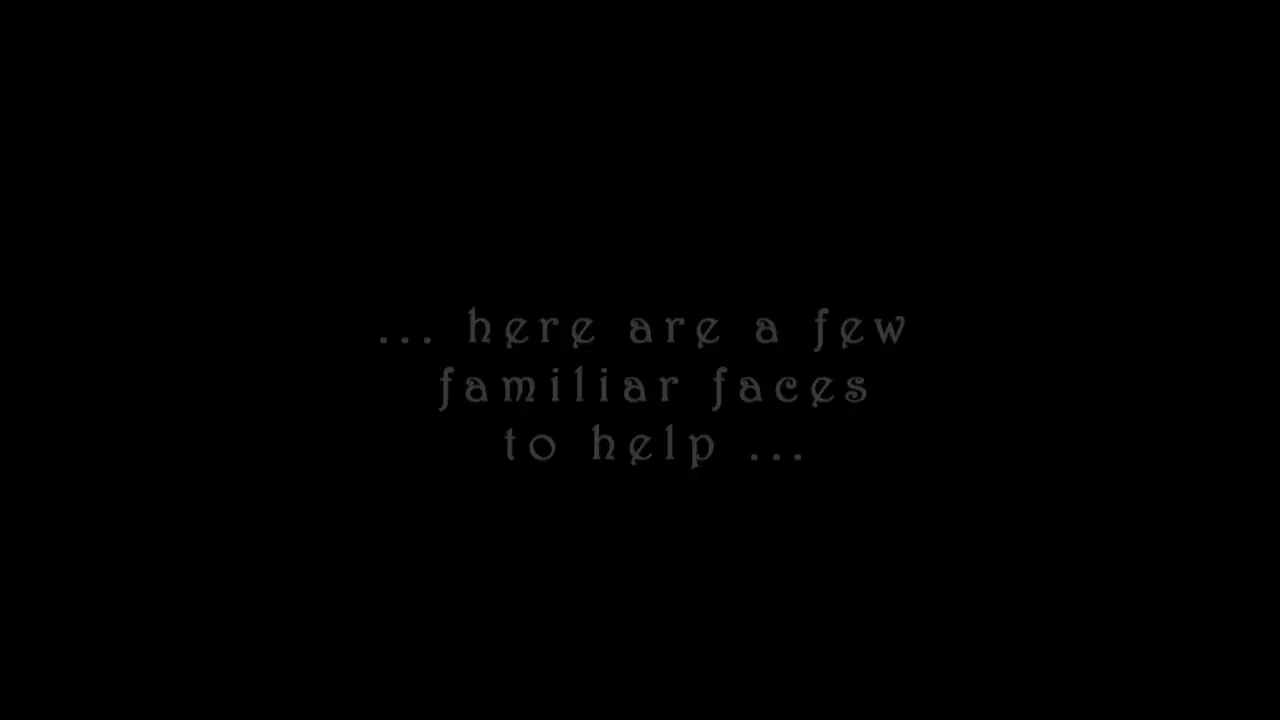 ... here are a few
familiar faces
to help ...